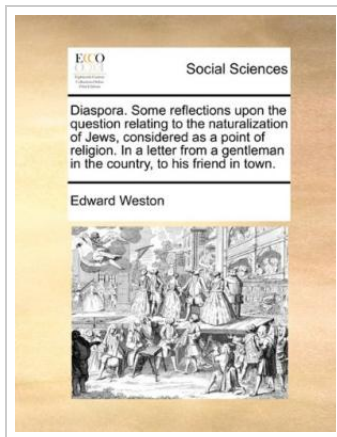 ECCO
Social Sciences
Diaspora. Some reflections upon the
question relating to the naturalization
of Jews, considered as a point of
religion. In a letter from a gentleman
in the country, to his friend in town.
Edward Weston